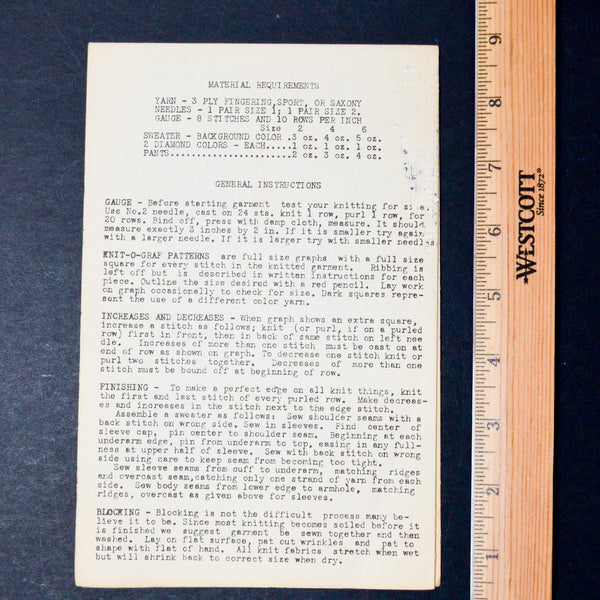 MATERIAL REQUIREMENTS
YARN - 3 PLY FINGERING,SPORT, OR SAXONY
NEEDLES - 1 PAIR SIZE 1; 1 PAIR SIZE 2.
GAUGE - 8 STITCHES AND 10 ROWS PER INCH
Size 2 4 6
SWEATER - BACKGROUND COLOR .3 oz. 4 oz. 5 oz.
2 DIAMOND COLORS - EACH.....1 oz. 1 oz. 1 oz.
PANTS......................2 oz. 3 oz. 4 oz.
GENERAL INSTRUCTIONS
GAUGE - Before starting garment test your knitting for size.
Use No.2 needle, cast on 24 sts. knit 1 row, purl 1 row, for
20 rows. Bind off, press with damp cloth, measure. It should
measure exactly 3 inches by 2 in. If it is smaller try again
with a larger needle. If it is larger try with smaller needles
KNIT-O-GRAF PATTERNS are full size graphs with a full size
square for every stitch in the knitted garment. Ribbing is
left off but is described in written instructions for each
piece. Outline the size desired with a red pencil. Lay work
on graph occasionally to check for size. Dark squares repre-
sent the use of a different color yarn.
INCREASES AND DECREASES - When graph shows an extra square,
increase a stitch as follows; knit (or purl, if on a purled
row) first in front, then in back of same stitch on left nee
dle. Increases of more than one stitch must be cast on at
end of row as shown on graph. To decrease one stitch knit or
purl two stitches together. Decreases of more than one
stitch must be bound off at beginning of row.
FINISHING - To make a perfect edge on all knit things, knit
the first and last stitch of every purled row. Make decreas-
es and increases in the stitch next to the edge stitch.
Assemble a sweater as follows: Sew shoulder seams with a
back stitch on wrong side. Sew in sleeves. Find center of
sleeve cap, pin center to shoulder seam. Beginning at each
underarm edge, pin from underarm to top, easing in any full-
ness at upper half of sleeve. Sew with back stitch on wrong
side using care to keep seam from becoming too tight.
Sew sleeve seams from cuff to underarm, matching ridges
and overcast seam,catching only one strand of yarn from each
side. Sew body seams from lower edge to armhole, matching
ridges, overcast as given above for sleeves.
BLOCKING - Blocking is not the difficult process many be-
lieve it to be. Since most knitting becomes soiled before it
is finished we suggest garment be sewn together and then
washed. Lay on flat surface, pat out wrinkles and pat to
shape with flat of hand. All knit fabrics stretch when wet
but will shrink back to correct size when dry.
9
8
7
6
5
4
3
2
1
WESTCOTT
Since 1872®